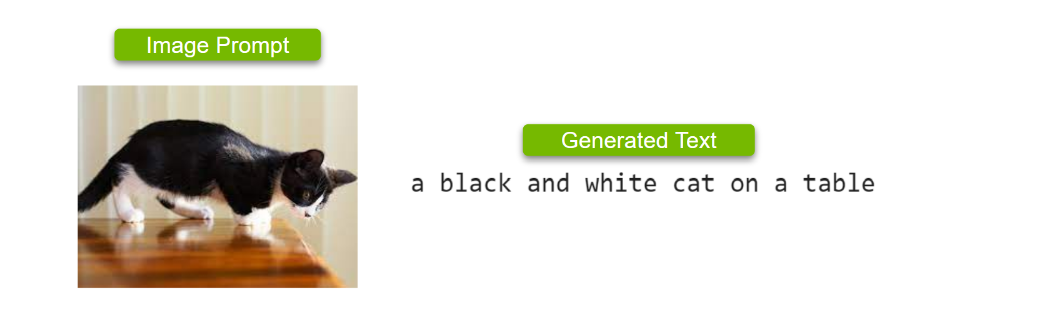 Image Prompt
Generated Text
a black and white cat on a table